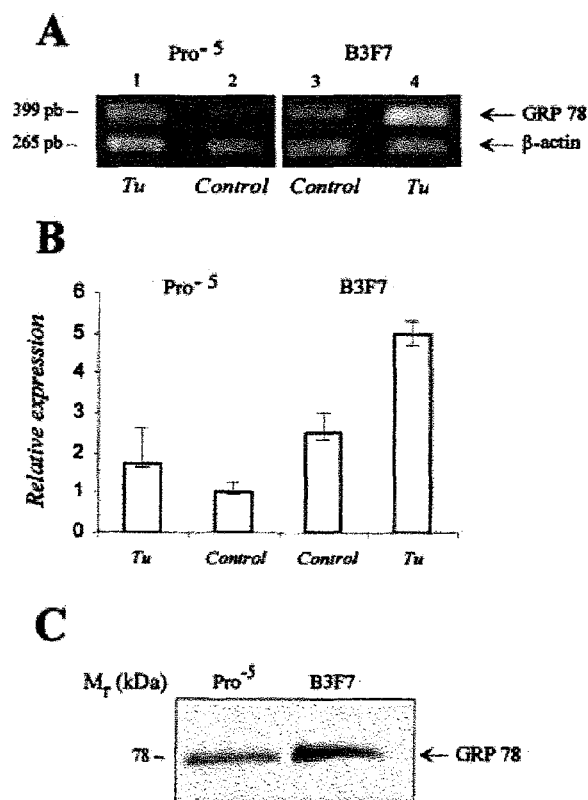 A
Pro- 5 B3F7
1 2 3 4
399 pb – ← GRP 78
265 pb – ← β-actin
Tu Control Control Tu
B
Pro- 5 B3F7
Relative expression
6
5
4
3
2
1
0
Tu Control Control Tu
C
Mr (kDa) Pro-5 B3F7
78 – ← GRP 78